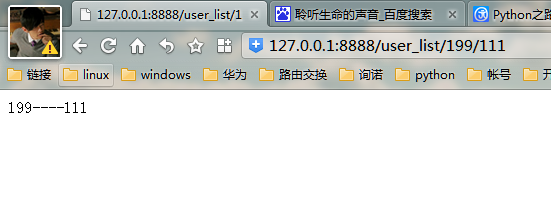 127.0.0.1:8888/user_list/1
聆听生命的声音_百度搜索
Python之路
127.0.0.1:8888/user_list/199/111
链接
linux
windows
华为
路由交换
询诺
python
帐号
199----111